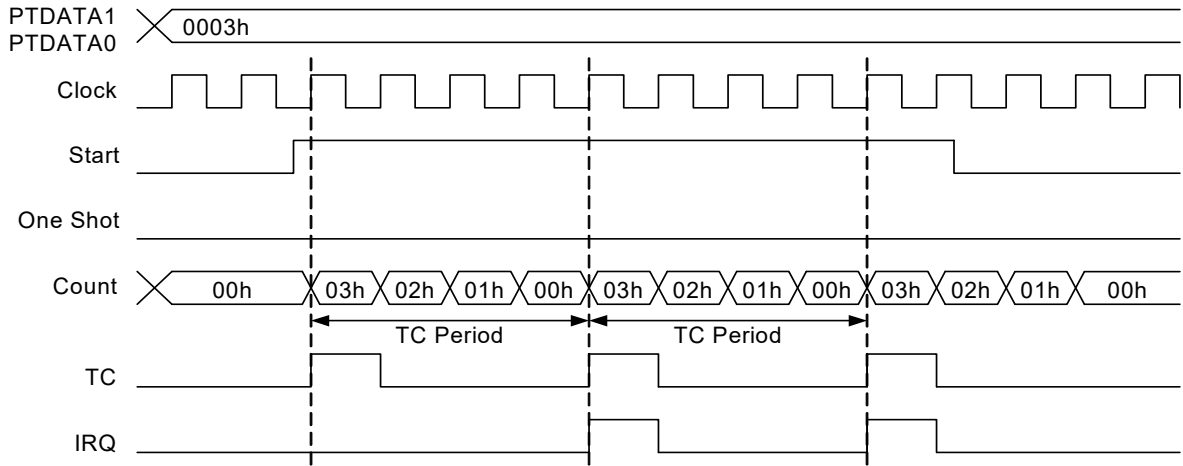 PTDATA1
PTDATA0
0003h
Clock
Start
One Shot
Count
00h 03h 02h 01h 00h 03h 02h 01h 00h 03h 02h 01h 00h
TC Period TC Period
TC
IRQ